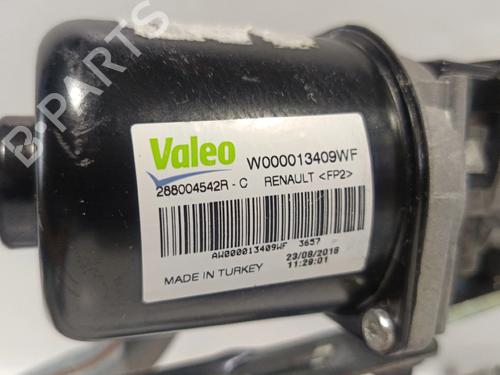 B-PARTS
Valeo W000013409WF
288004542R - C RENAULT <FP2>
AW000013409WF 3657 P
MADE IN TURKEY
23/08/2018
11:29:01